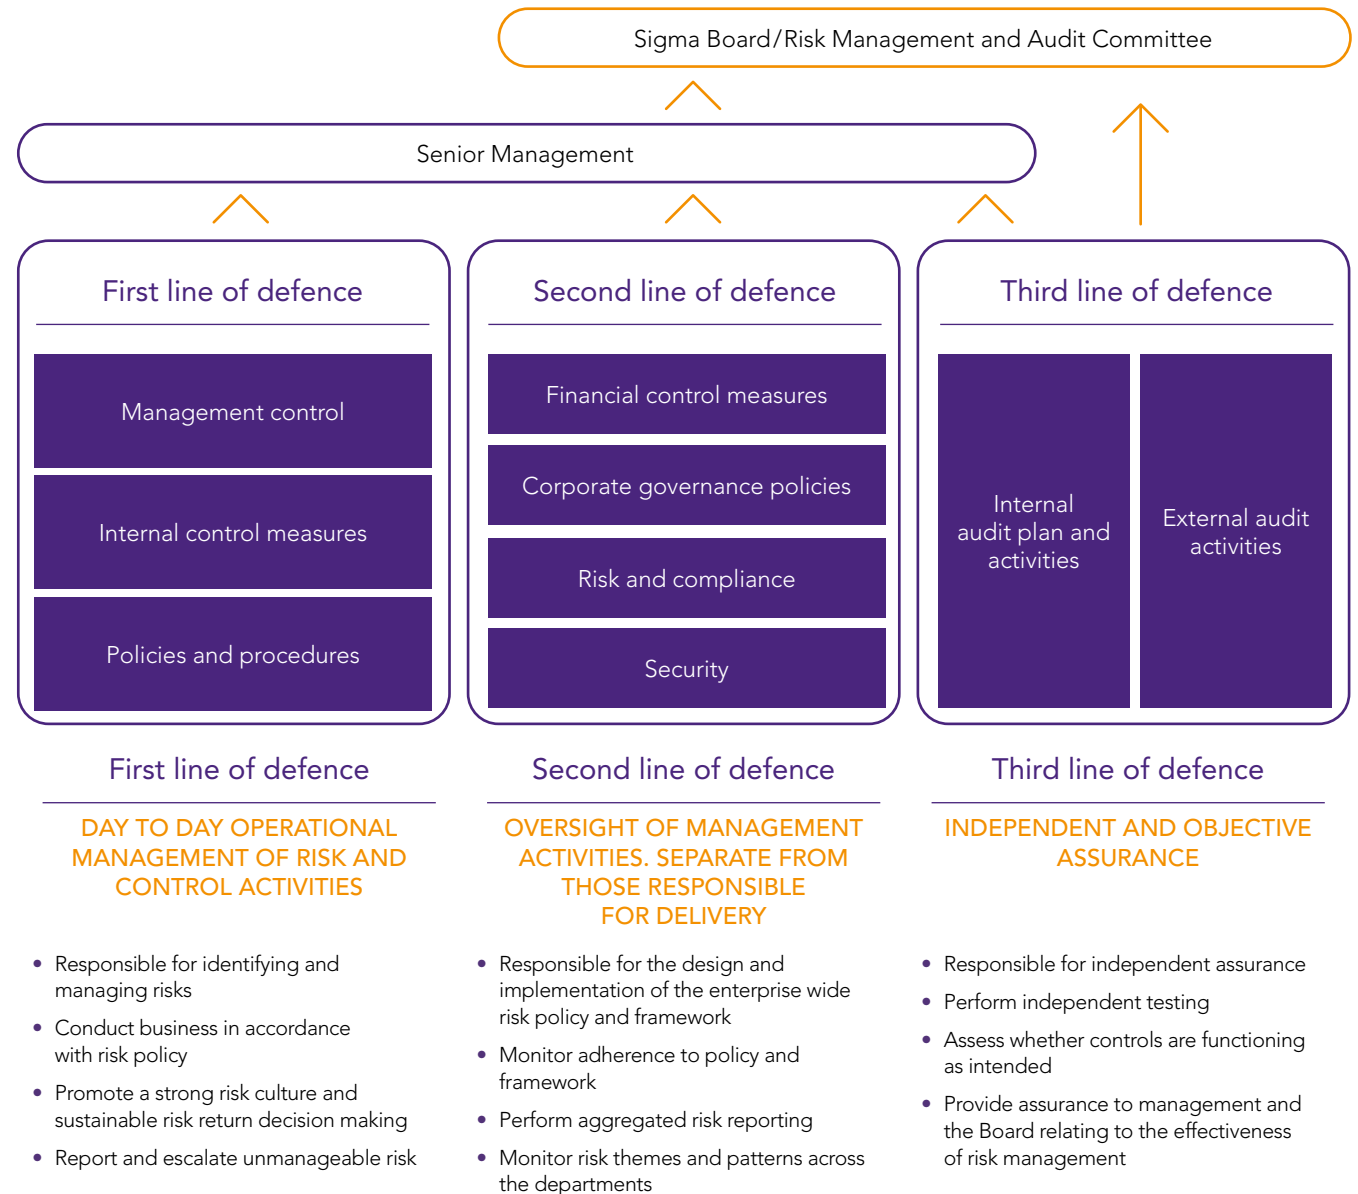 Sigma Board/Risk Management and Audit Committee
Senior Management
First line of defence
Management control
Internal control measures
Policies and procedures
Second line of defence
Financial control measures
Corporate governance policies
Risk and compliance
Security
Third line of defence
Internal
audit plan and
activities
External audit
activities
First line of defence
DAY TO DAY OPERATIONAL
MANAGEMENT OF RISK AND
CONTROL ACTIVITIES
• Responsible for identifying and
managing risks
• Conduct business in accordance
with risk policy
• Promote a strong risk culture and
sustainable risk return decision making
• Report and escalate unmanageable risk
Second line of defence
OVERSIGHT OF MANAGEMENT
ACTIVITIES. SEPARATE FROM
THOSE RESPONSIBLE
FOR DELIVERY
• Responsible for the design and
implementation of the enterprise wide
risk policy and framework
• Monitor adherence to policy and
framework
• Perform aggregated risk reporting
• Monitor risk themes and patterns across
the departments
Third line of defence
INDEPENDENT AND OBJECTIVE
ASSURANCE
• Responsible for independent assurance
• Perform independent testing
• Assess whether controls are functioning
as intended
• Provide assurance to management and
the Board relating to the effectiveness
of risk management